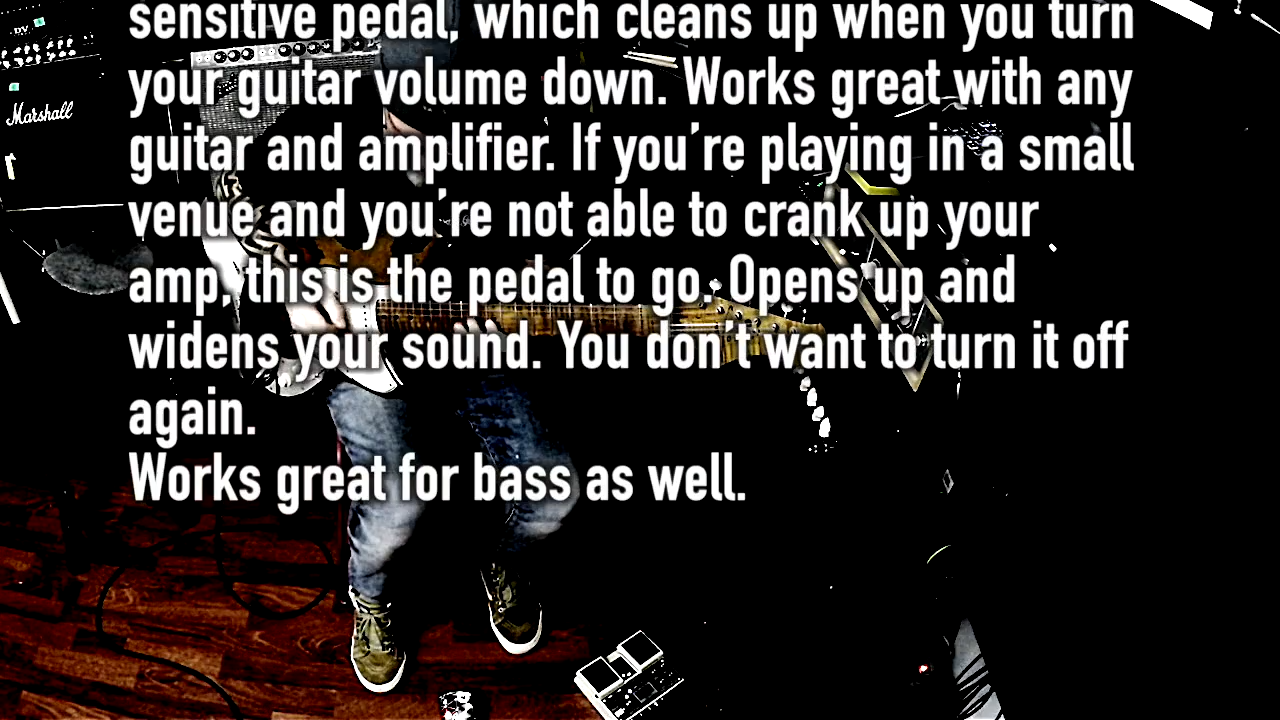 sensitive pedal, which cleans up when you turn
your guitar volume down. Works great with any
guitar and amplifier. If you’re playing in a small
venue and you’re not able to crank up your
amp, this is the pedal to go. Opens up and
widens your sound. You don’t want to turn it off
again.
Works great for bass as well.
Marshall